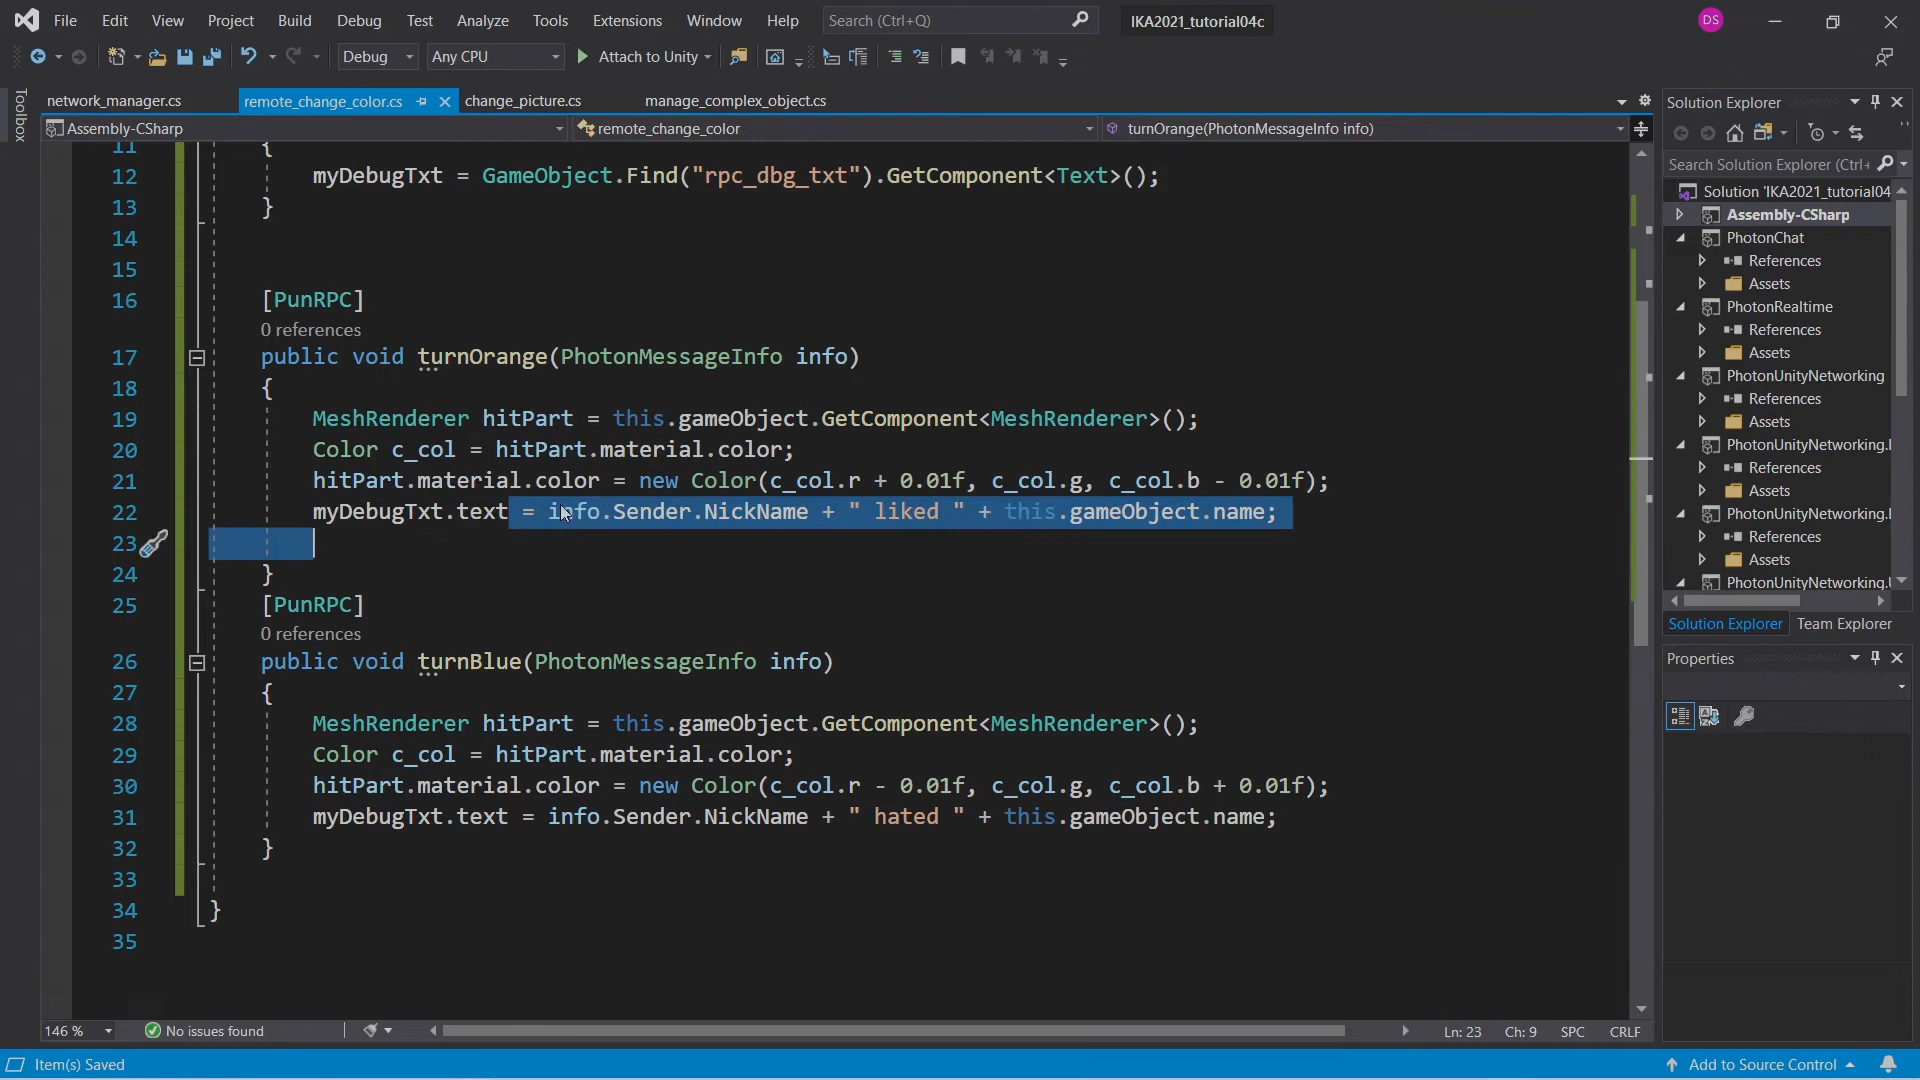 File Edit View Project Build Debug Test Analyze Tools Extensions Window Help Search (Ctrl+Q) IKA2021_tutorial04c DS
Debug Any CPU Attach to Unity
Toolbox
network_manager.cs remote_change_color.cs change_picture.cs manage_complex_object.cs
Assembly-CSharp remote_change_color turnOrange(PhotonMessageInfo info)
11 {
12 myDebugTxt = GameObject.Find("rpc_dbg_txt").GetComponent<Text>();
13 }
14
15
16 [PunRPC]
0 references
17 public void turnOrange(PhotonMessageInfo info)
18 {
19 MeshRenderer hitPart = this.gameObject.GetComponent<MeshRenderer>();
20 Color c_col = hitPart.material.color;
21 hitPart.material.color = new Color(c_col.r + 0.01f, c_col.g, c_col.b - 0.01f);
22 myDebugTxt.text = info.Sender.NickName + " liked " + this.gameObject.name;
23
24 }
25 [PunRPC]
0 references
26 public void turnBlue(PhotonMessageInfo info)
27 {
28 MeshRenderer hitPart = this.gameObject.GetComponent<MeshRenderer>();
29 Color c_col = hitPart.material.color;
30 hitPart.material.color = new Color(c_col.r - 0.01f, c_col.g, c_col.b + 0.01f);
31 myDebugTxt.text = info.Sender.NickName + " hated " + this.gameObject.name;
32 }
33
34 }
35
146 % No issues found Ln: 23 Ch: 9 SPC CRLF
Solution Explorer
Search Solution Explorer (Ctrl+
Solution 'IKA2021_tutorial04
Assembly-CSharp
PhotonChat
References
Assets
PhotonRealtime
References
Assets
PhotonUnityNetworking
References
Assets
PhotonUnityNetworking.
References
Assets
PhotonUnityNetworking.
References
Assets
PhotonUnityNetworking.
Solution Explorer Team Explorer
Properties
Item(s) Saved Add to Source Control